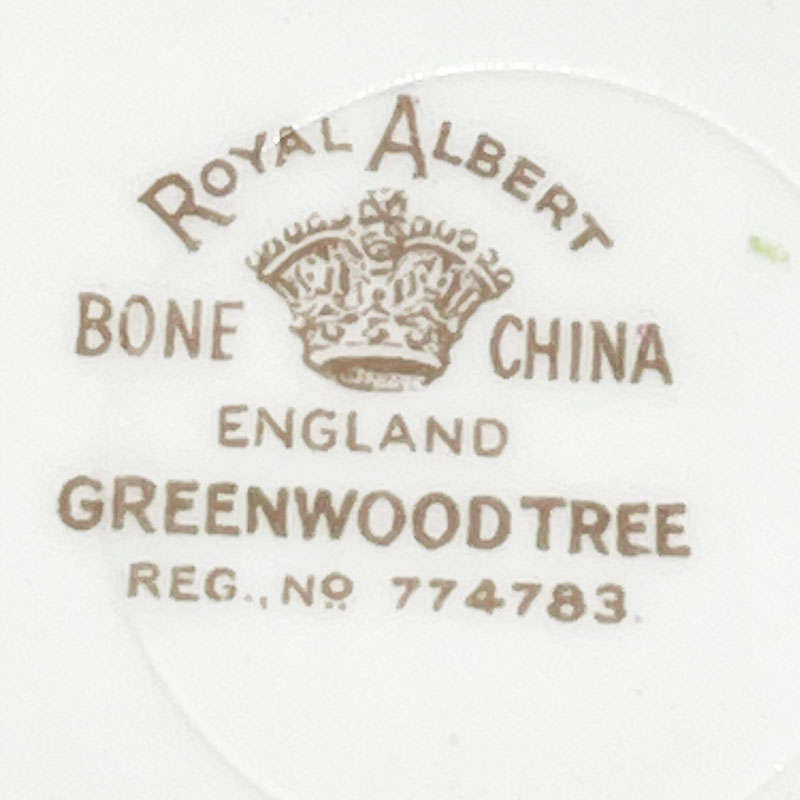 ROYAL ALBERT
BONE CHINA
ENGLAND
GREENWOOD TREE
REG., No. 774783.